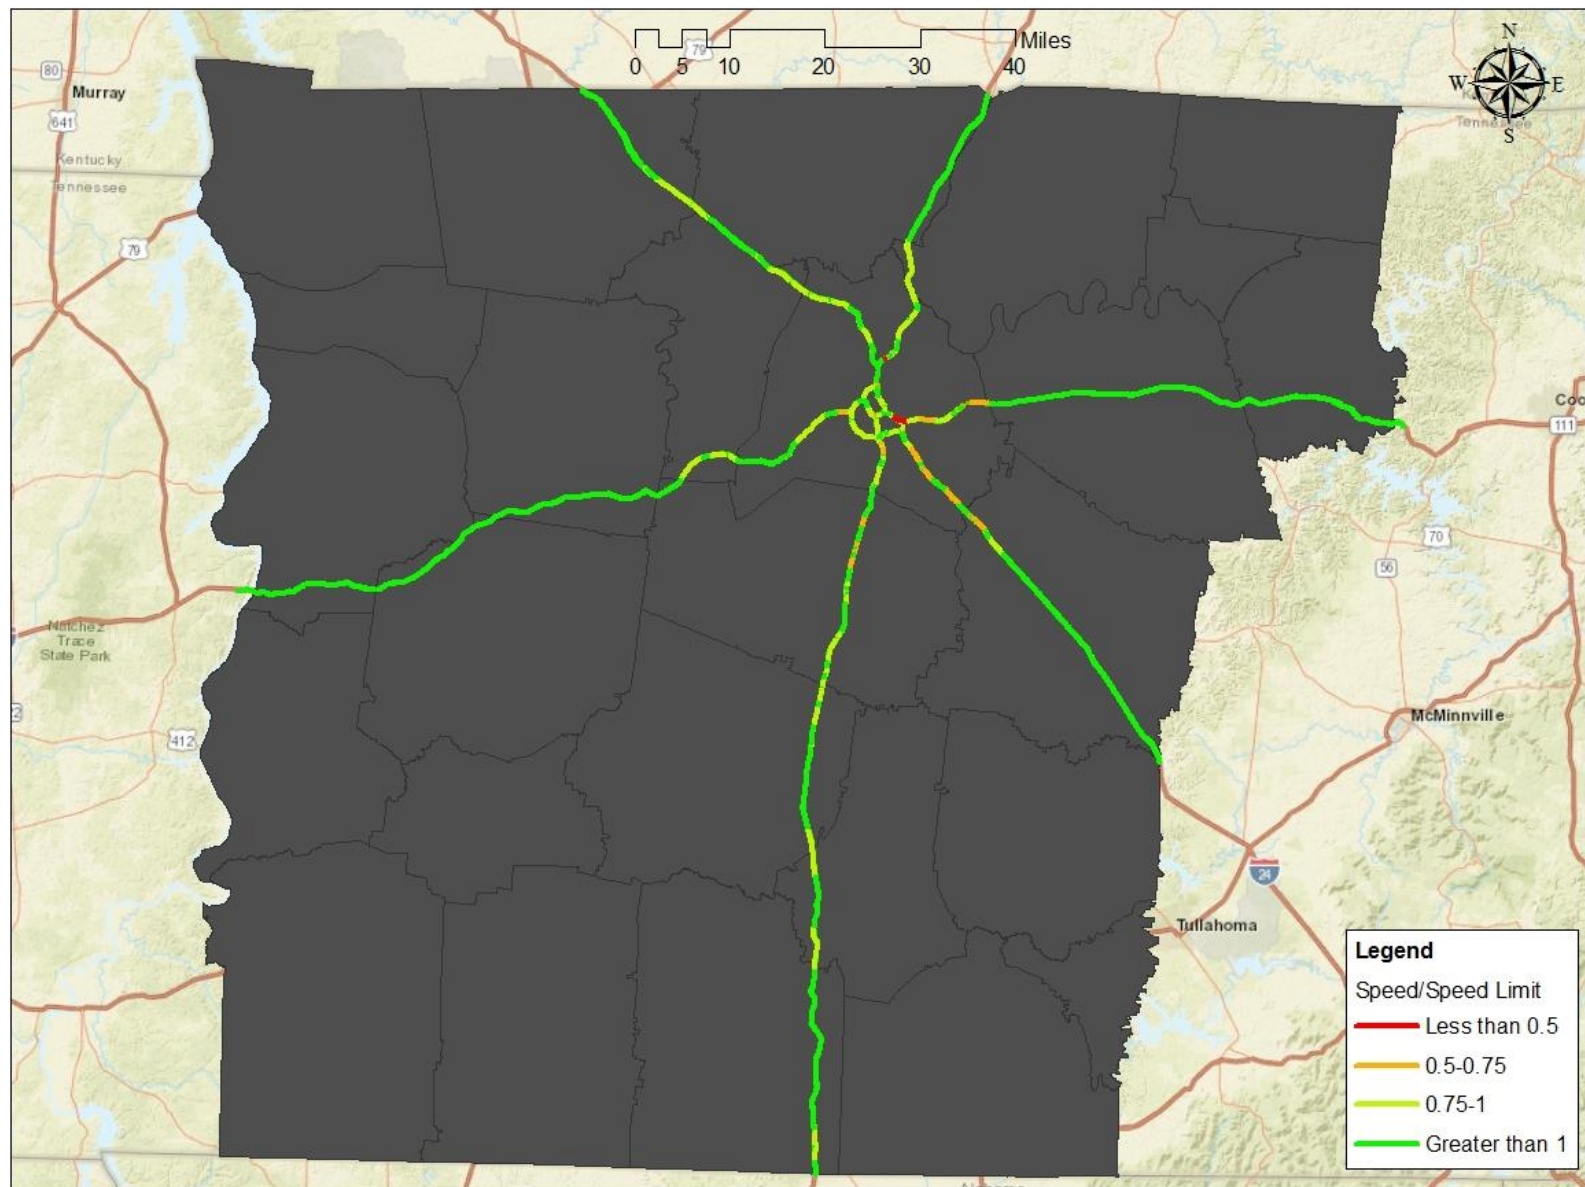 Miles
0 5 10 20 30 40
79
N
W E
S
80
Murray
641
Kentucky
Tennessee
Tennessee
79
Coo
111
70
56
Natchez
Trace
State Park
McMinnville
412
24
Tullahoma
Legend
Speed/Speed Limit
Less than 0.5
0.5-0.75
0.75-1
Greater than 1